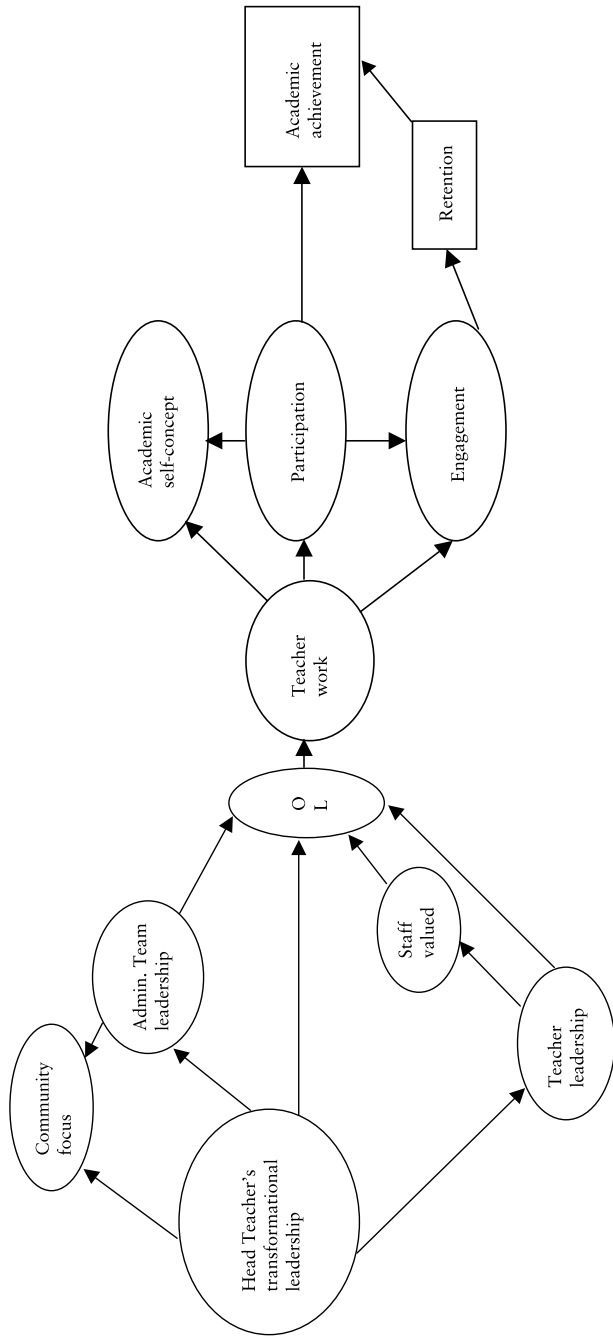 Community
focus
Head Teacher's
transformational
leadership
Admin. Team
leadership
Teacher
leadership
Staff
valued
O
L
Teacher
work
Academic
self-concept
Participation
Engagement
Retention
Academic
achievement